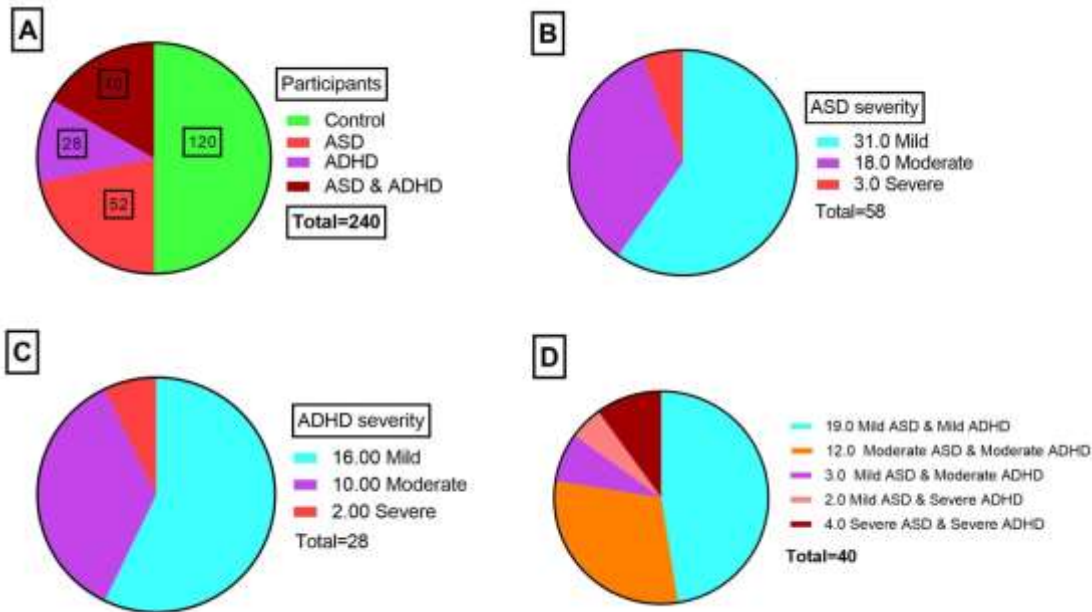 A
40
28
120
52
Participants
Control
ASD
ADHD
ASD & ADHD
Total=240
B
ASD severity
31.0 Mild
18.0 Moderate
3.0 Severe
Total=58
C
ADHD severity
16.00 Mild
10.00 Moderate
2.00 Severe
Total=28
D
19.0 Mild ASD & Mild ADHD
12.0 Moderate ASD & Moderate ADHD
3.0 Mild ASD & Moderate ADHD
2.0 Mild ASD & Severe ADHD
4.0 Severe ASD & Severe ADHD
Total=40